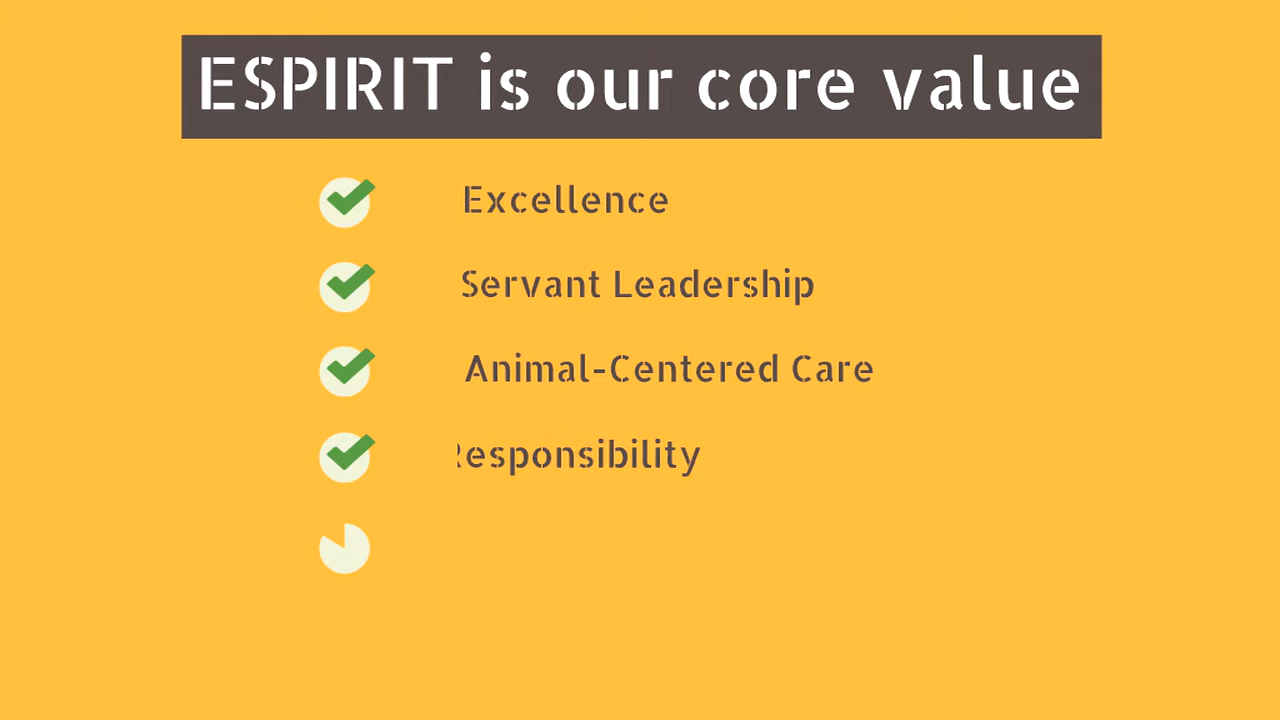 ESPIRIT is our core value
Excellence
Servant Leadership
Animal-Centered Care
Responsibility